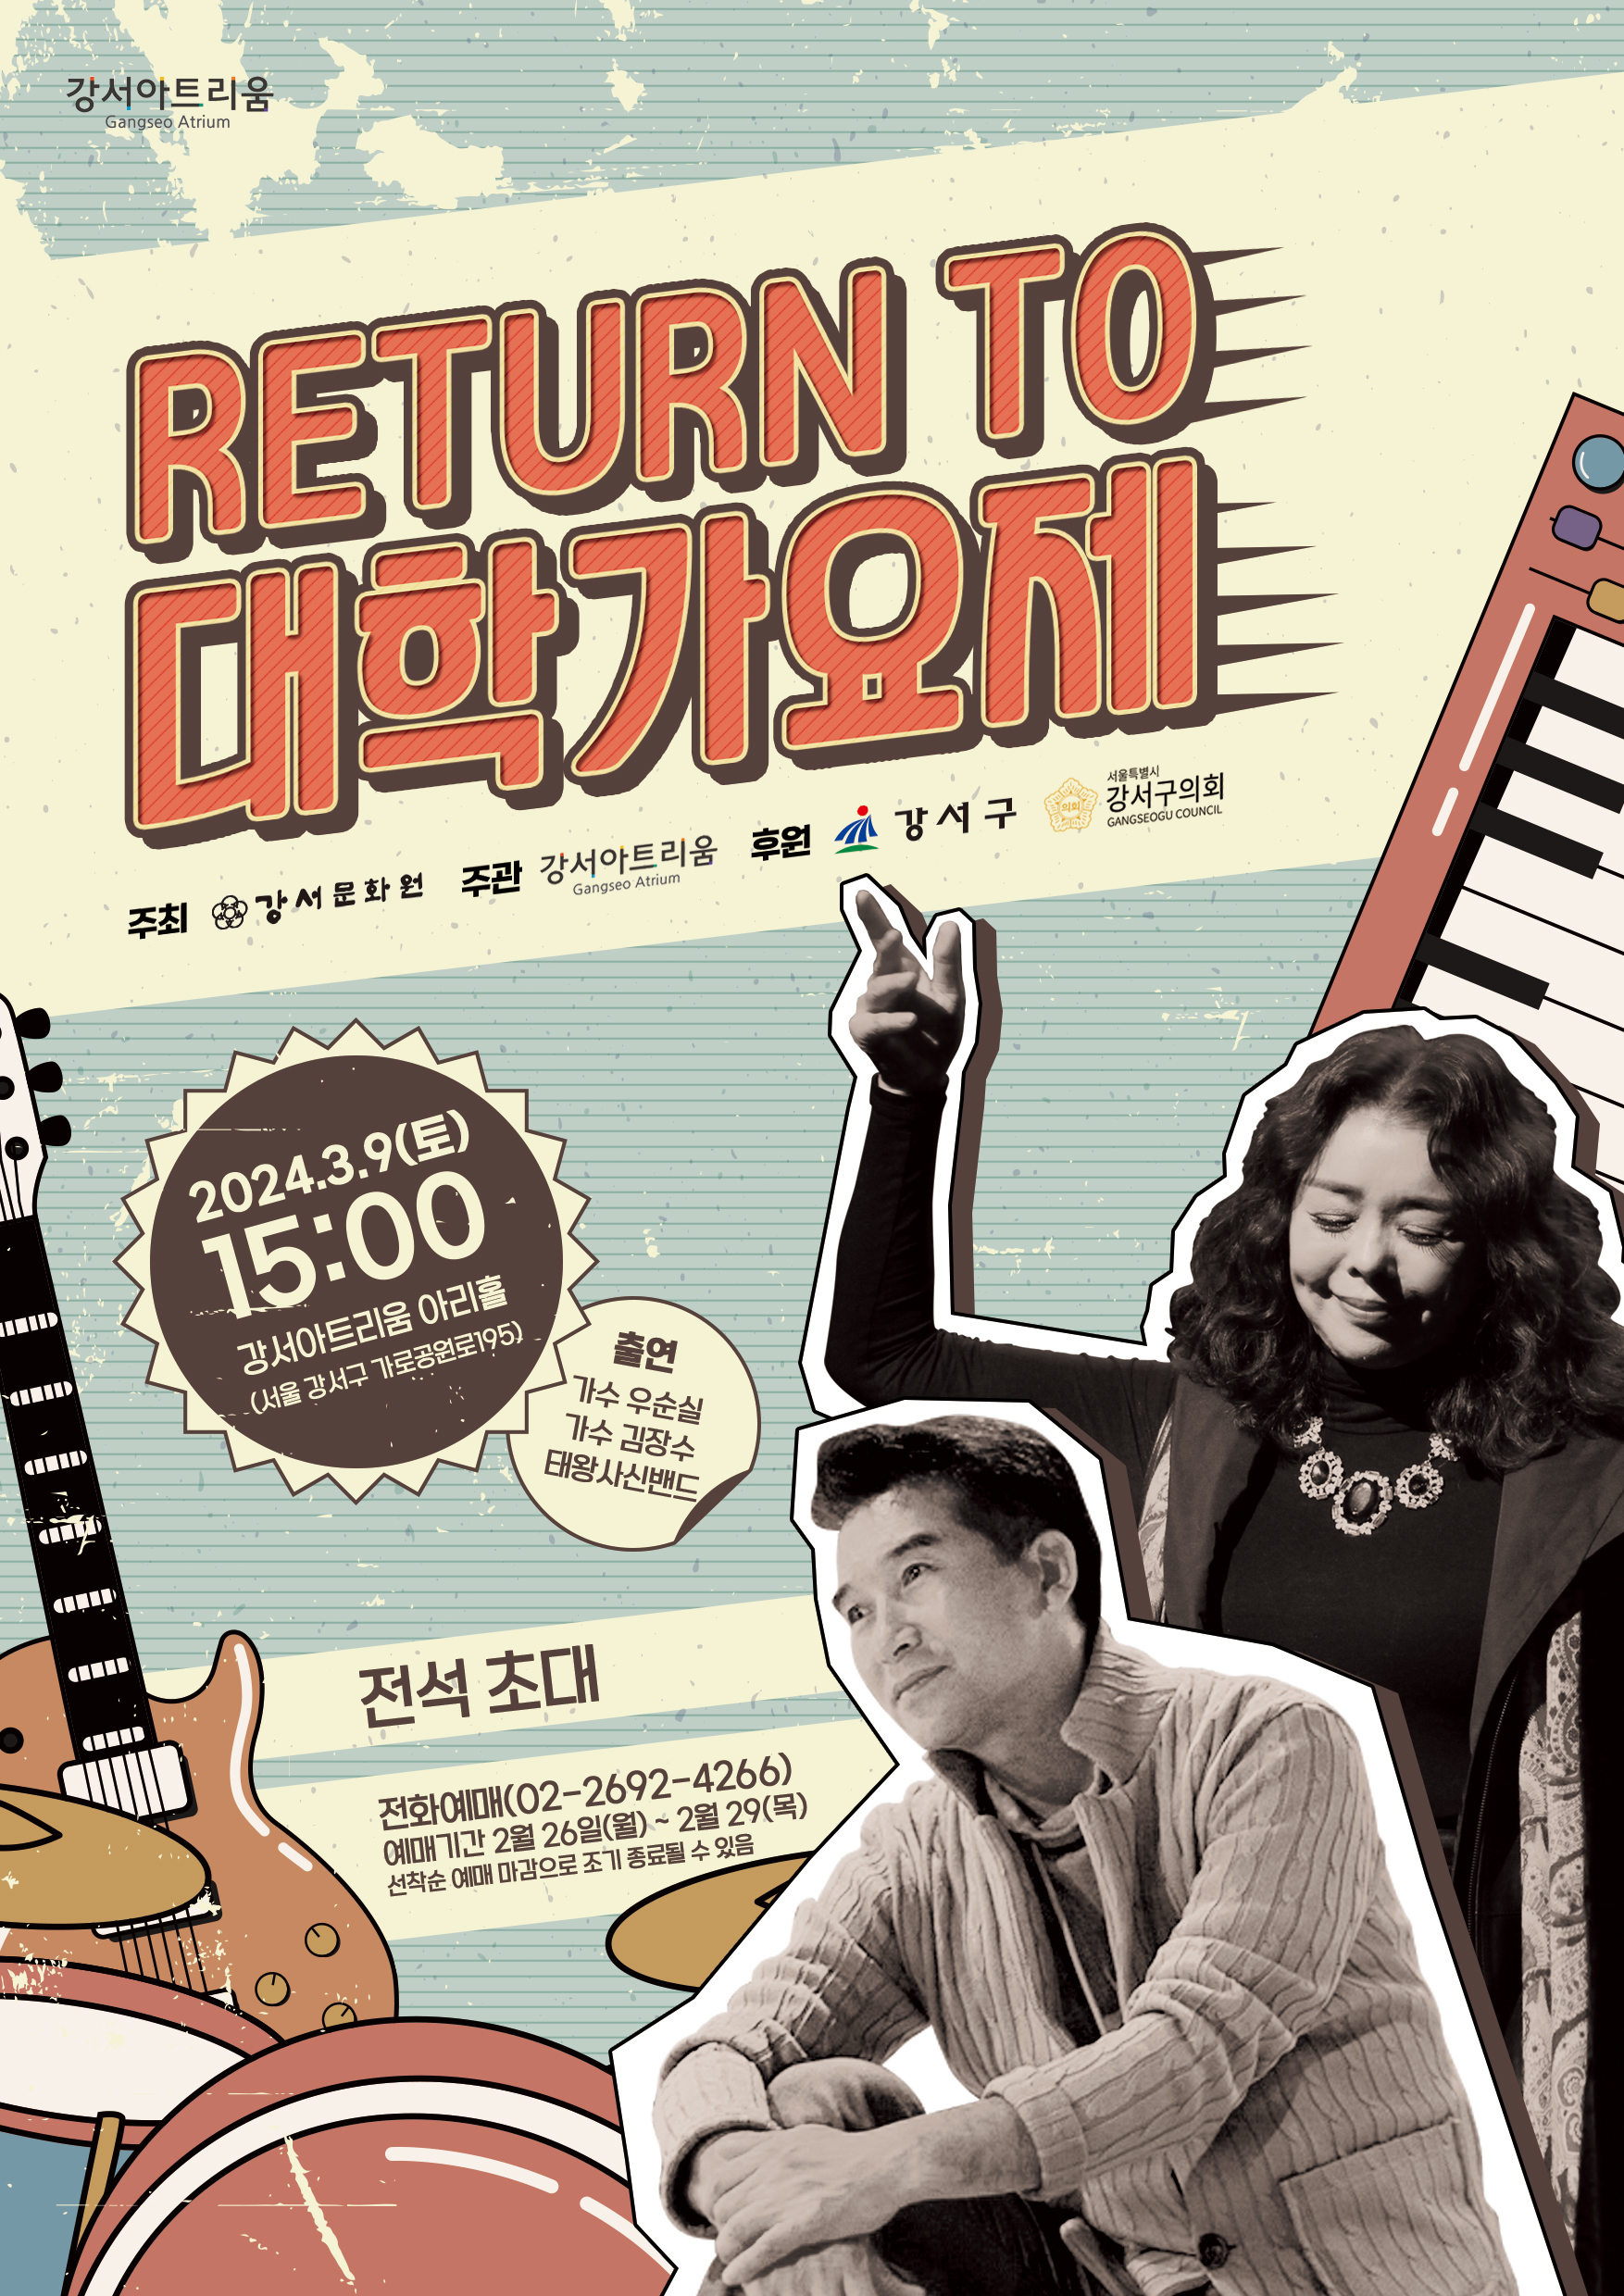 강서아트리움
Gangseo Atrium
RETURN TO
대학가요제
주최 강서문화원 주관 강서아트리움 Gangseo Atrium 후원 강서구 의회 서울특별시 강서구의회 GANGSEOGU COUNCIL
2024.3.9(토)
15:00
강서아트리움 아리홀
(서울 강서구 가로공원로195)
출연
가수 우순실
가수 김장수
태왕사신밴드
전석 초대
전화예매(02-2692-4266)
예매기간 2월 26일(월) ~ 2월 29(목)
선착순 예매 마감으로 조기 종료될 수 있음